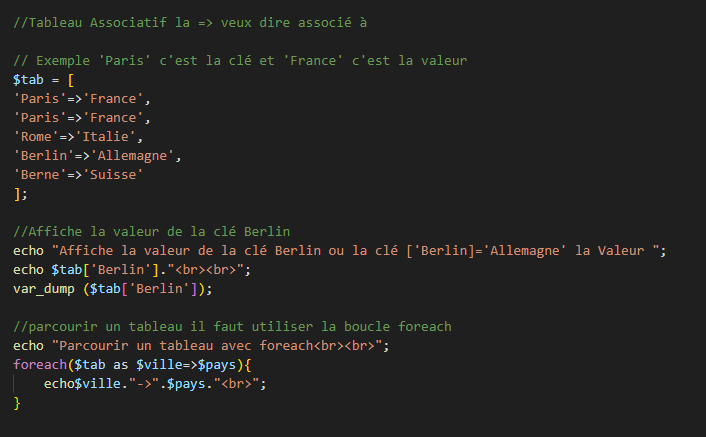 //Tableau Associatif la => veux dire associé à
// Exemple 'Paris' c'est la clé et 'France' c'est la valeur
$tab = [
'Paris'=>'France',
'Paris'=>'France',
'Rome'=>'Italie',
'Berlin'=>'Allemagne',
'Berne'=>'Suisse'
];
//Affiche la valeur de la clé Berlin
echo "Affiche la valeur de la clé Berlin ou la clé ['Berlin]='Allemagne' la Valeur ";
echo $tab['Berlin']."<br><br>";
var_dump ($tab['Berlin']);
//parcourir un tableau il faut utiliser la boucle foreach
echo "Parcourir un tableau avec foreach<br><br>";
foreach($tab as $ville=>$pays){
echo$ville."->".$pays."<br>";
}